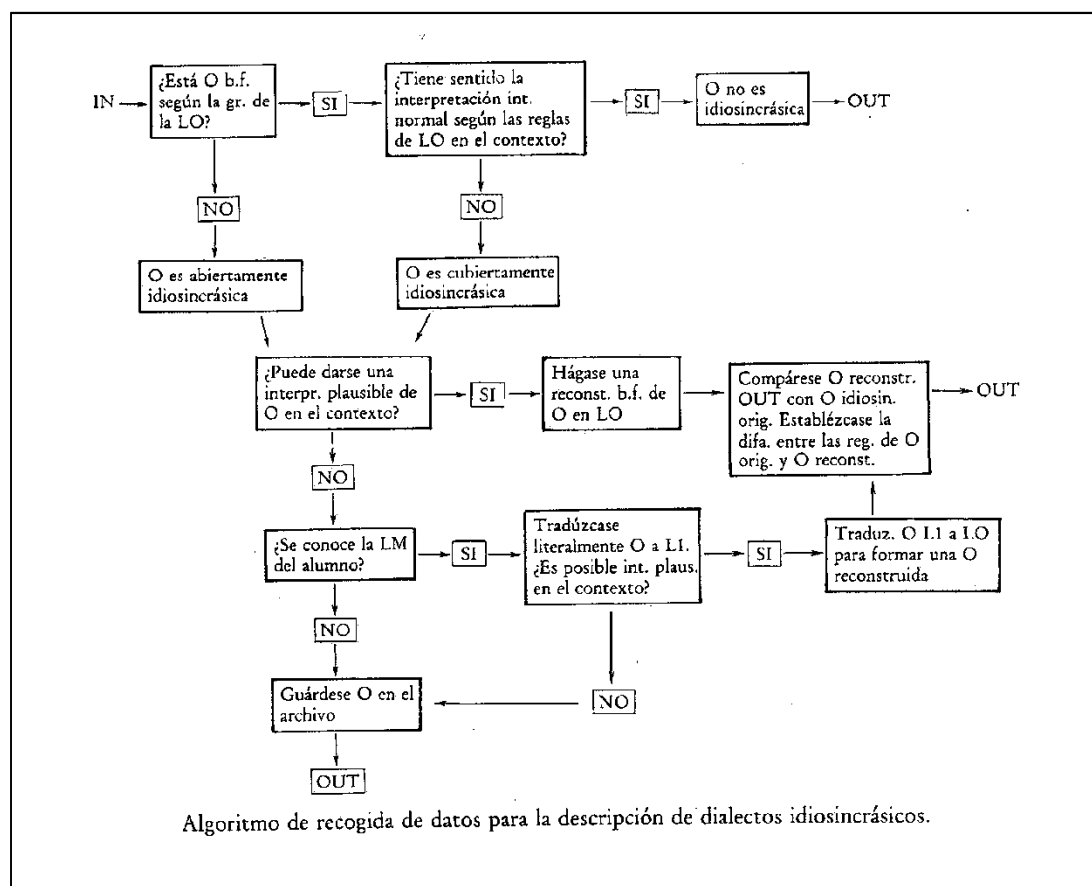 IN
¿Está O b.f.
según la gr. de
la LO?
SI
¿Tiene sentido la
interpretación int.
normal según las reglas
de LO en el contexto?
SI
O no es
idiosincrásica
OUT
NO
NO
O es abiertamente
idiosincrásica
O es cubiertamente
idiosincrásica
¿Puede darse una
interpr. plausible de
O en el contexto?
SI
Hágase una
reconst. b.f. de
O en LO
Compárese O reconstr.
OUT con O idiosin.
orig. Establézcase la
difa. entre las reg. de O
orig. y O reconst.
OUT
NO
¿Se conoce la LM
del alumno?
SI
Tradúzcase
literalmente O a L1.
¿Es posible int. plaus.
en el contexto?
SI
Traduz. O L1 a LO
para formar una O
reconstruida
NO
NO
Guárdese O en el
archivo
OUT
Algoritmo de recogida de datos para la descripción de dialectos idiosincrásicos.